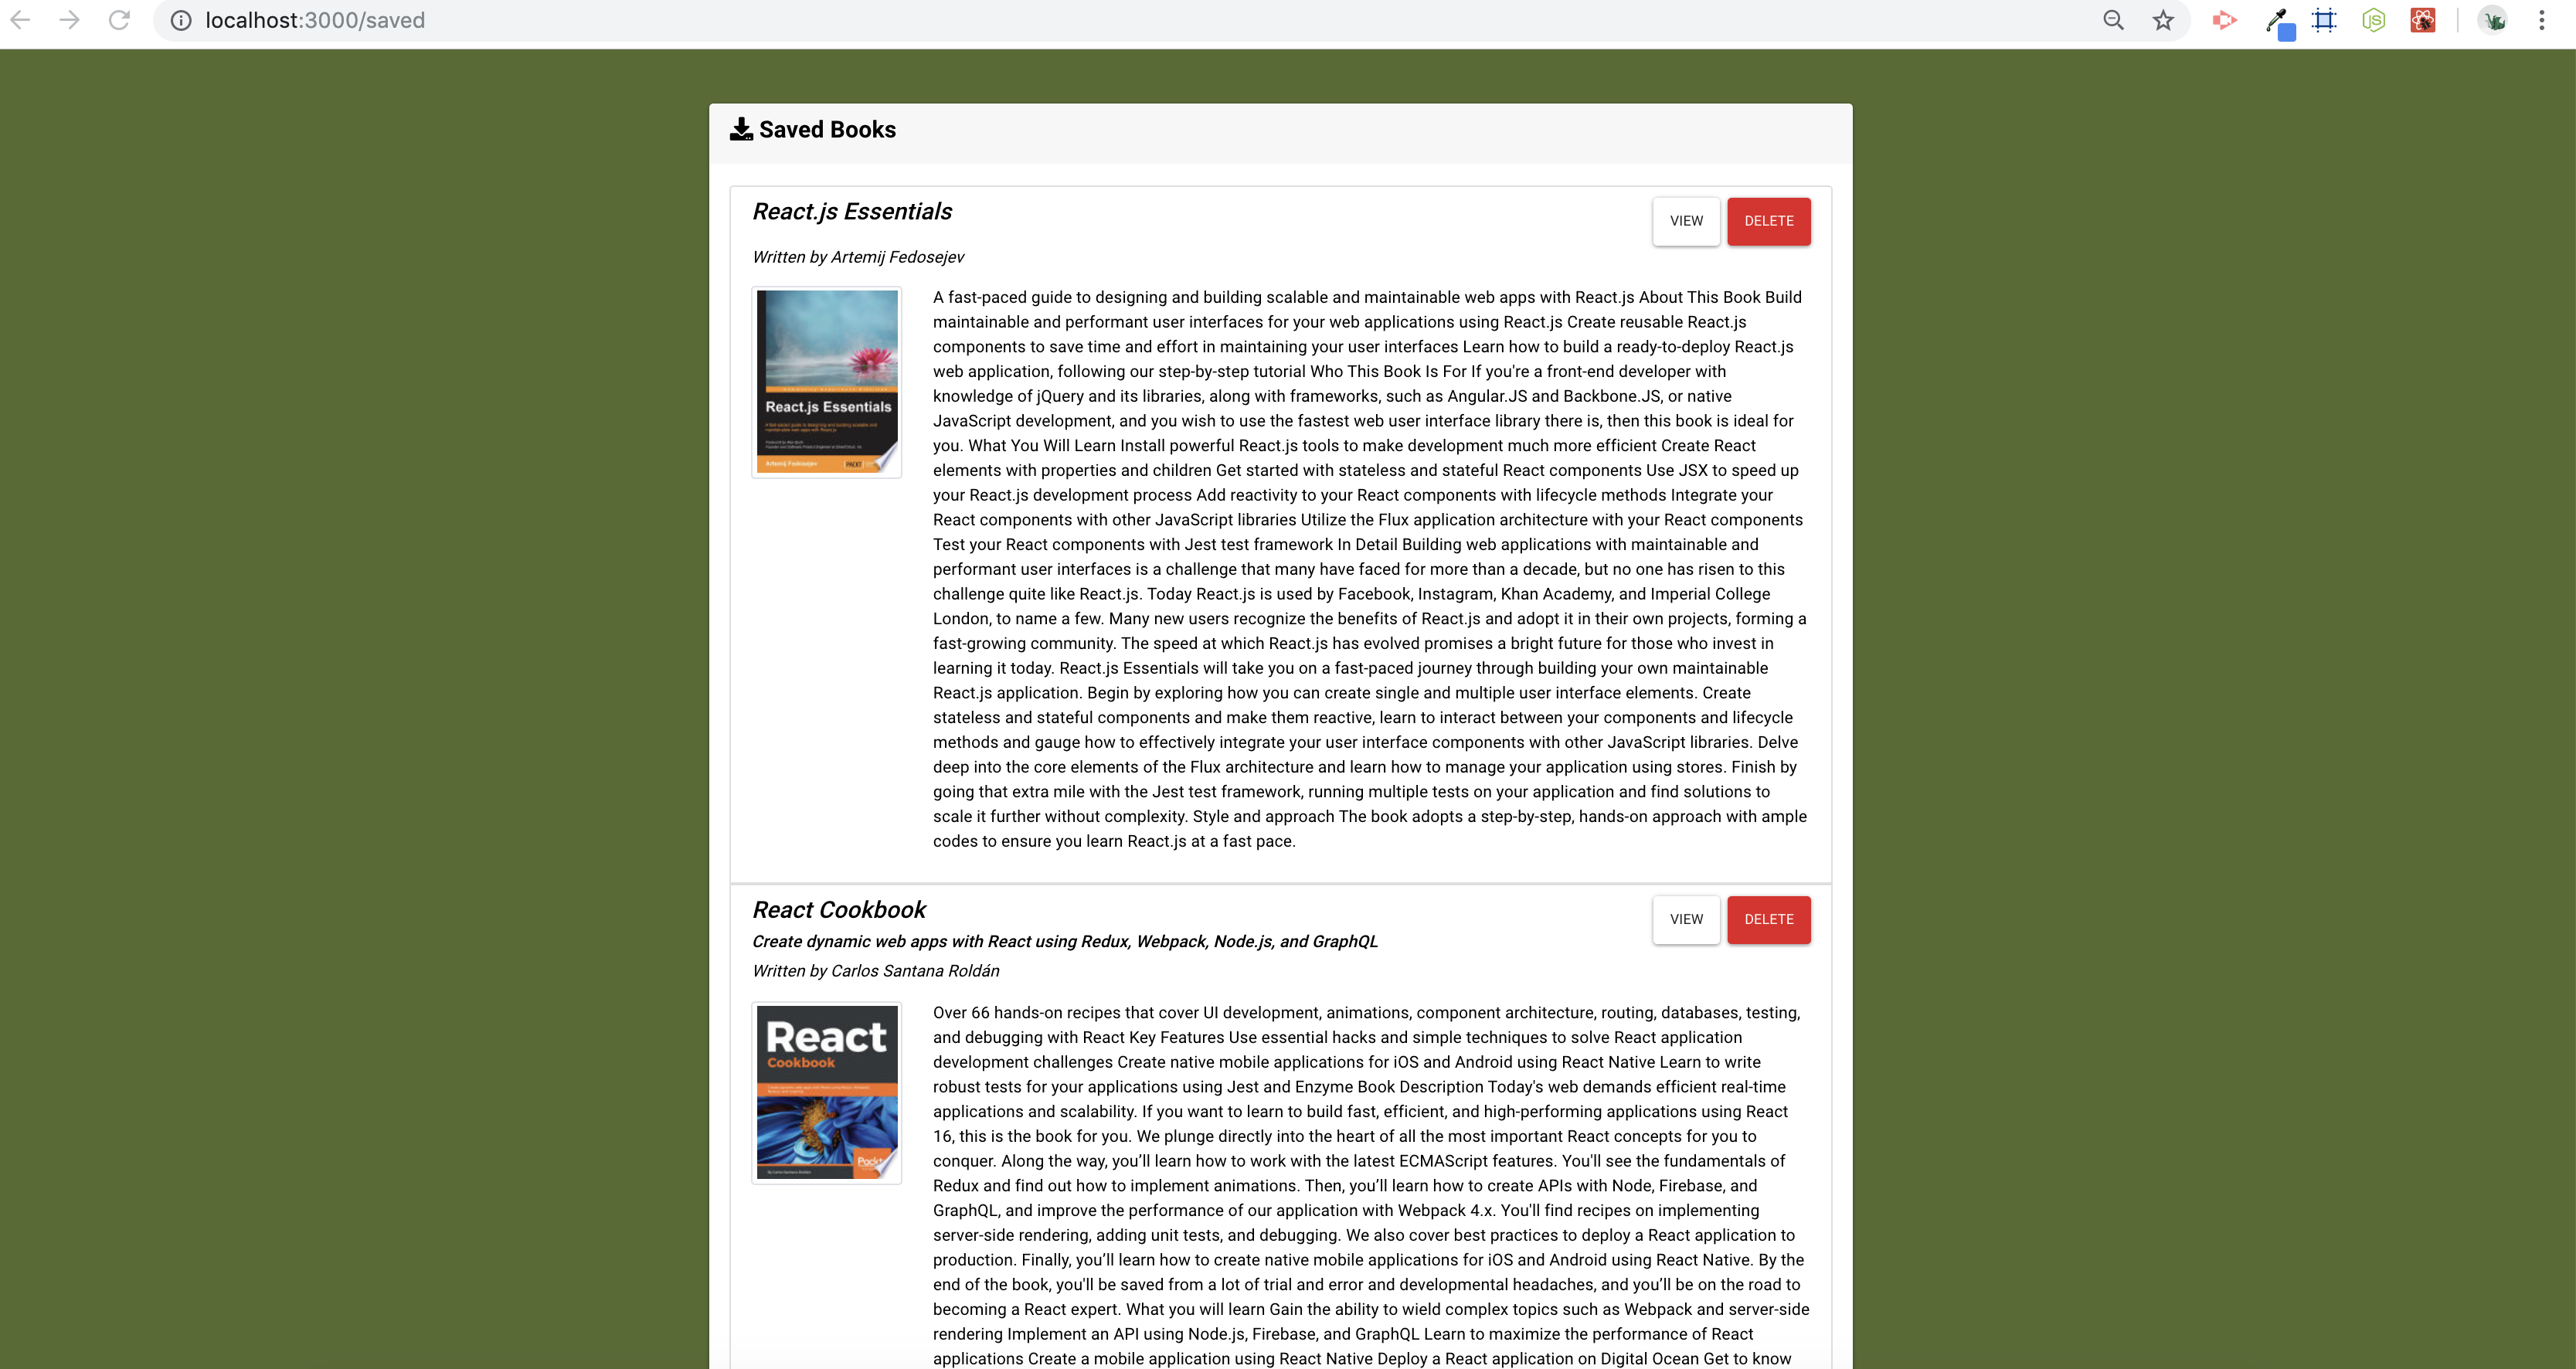 localhost:3000/saved
Saved Books
React.js Essentials
VIEW
DELETE
Written by Artemij Fedosejev
React.js Essentials
Artemij Fedosejev
PACKT
A fast-paced guide to designing and building scalable and maintainable web apps with React.js About This Book Build
maintainable and performant user interfaces for your web applications using React.js Create reusable React.js
components to save time and effort in maintaining your user interfaces Learn how to build a ready-to-deploy React.js
web application, following our step-by-step tutorial Who This Book Is For If you're a front-end developer with
knowledge of jQuery and its libraries, along with frameworks, such as Angular.JS and Backbone.JS, or native
JavaScript development, and you wish to use the fastest web user interface library there is, then this book is ideal for
you. What You Will Learn Install powerful React.js tools to make development much more efficient Create React
elements with properties and children Get started with stateless and stateful React components Use JSX to speed up
your React.js development process Add reactivity to your React components with lifecycle methods Integrate your
React components with other JavaScript libraries Utilize the Flux application architecture with your React components
Test your React components with Jest test framework In Detail Building web applications with maintainable and
performant user interfaces is a challenge that many have faced for more than a decade, but no one has risen to this
challenge quite like React.js. Today React.js is used by Facebook, Instagram, Khan Academy, and Imperial College
London, to name a few. Many new users recognize the benefits of React.js and adopt it in their own projects, forming a
fast-growing community. The speed at which React.js has evolved promises a bright future for those who invest in
learning it today. React.js Essentials will take you on a fast-paced journey through building your own maintainable
React.js application. Begin by exploring how you can create single and multiple user interface elements. Create
stateless and stateful components and make them reactive, learn to interact between your components and lifecycle
methods and gauge how to effectively integrate your user interface components with other JavaScript libraries. Delve
deep into the core elements of the Flux architecture and learn how to manage your application using stores. Finish by
going that extra mile with the Jest test framework, running multiple tests on your application and find solutions to
scale it further without complexity. Style and approach The book adopts a step-by-step, hands-on approach with ample
codes to ensure you learn React.js at a fast pace.
React Cookbook
VIEW
DELETE
Create dynamic web apps with React using Redux, Webpack, Node.js, and GraphQL
Written by Carlos Santana Roldán
React
Cookbook
Packt
Over 66 hands-on recipes that cover UI development, animations, component architecture, routing, databases, testing,
and debugging with React Key Features Use essential hacks and simple techniques to solve React application
development challenges Create native mobile applications for iOS and Android using React Native Learn to write
robust tests for your applications using Jest and Enzyme Book Description Today's web demands efficient real-time
applications and scalability. If you want to learn to build fast, efficient, and high-performing applications using React
16, this is the book for you. We plunge directly into the heart of all the most important React concepts for you to
conquer. Along the way, you’ll learn how to work with the latest ECMAScript features. You'll see the fundamentals of
Redux and find out how to implement animations. Then, you’ll learn how to create APIs with Node, Firebase, and
GraphQL, and improve the performance of our application with Webpack 4.x. You'll find recipes on implementing
server-side rendering, adding unit tests, and debugging. We also cover best practices to deploy a React application to
production. Finally, you’ll learn how to create native mobile applications for iOS and Android using React Native. By the
end of the book, you'll be saved from a lot of trial and error and developmental headaches, and you’ll be on the road to
becoming a React expert. What you will learn Gain the ability to wield complex topics such as Webpack and server-side
rendering Implement an API using Node.js, Firebase, and GraphQL Learn to maximize the performance of React
applications Create a mobile application using React Native Deploy a React application on Digital Ocean Get to know